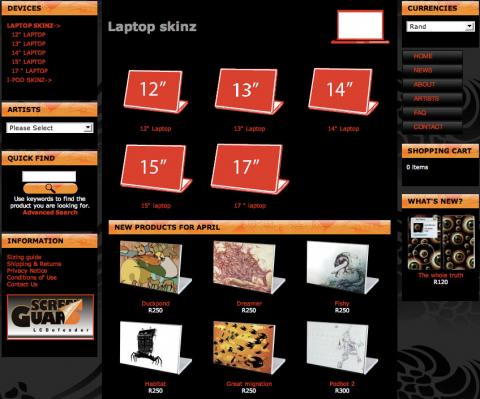 DEVICES
LAPTOP SKINZ->
12" LAPTOP
13" LAPTOP
14" LAPTOP
15" LAPTOP
17 " LAPTOP
I-POD SKINZ->
ARTISTS
Please Select
QUICK FIND
Use keywords to find the
product you are looking for.
Advanced Search
INFORMATION
Sizing guide
Shipping & Returns
Privacy Notice
Conditions of Use
Contact Us
SCREEN
GUARD
LCDefender
Laptop skinz
12"
13"
14"
12" Laptop
13" Laptop
14" Laptop
15"
17"
15" laptop
17 " laptop
NEW PRODUCTS FOR APRIL
Duckpond
R250
Dreamer
R250
Fishy
R250
Habitat
R250
Great migration
R250
Podbot 2
R300
CURRENCIES
Rand
HOME
NEWS
ABOUT
ARTISTS
FAQ
CONTACT
SHOPPING CART
0 items
WHAT'S NEW?
The whole truth
R120